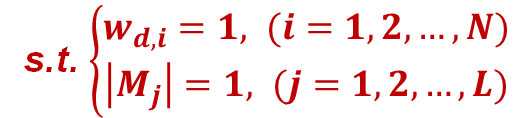 s.t. { w_{d,i} = 1, (i = 1, 2, …, N)
|M_j| = 1, (j = 1, 2, …, L)